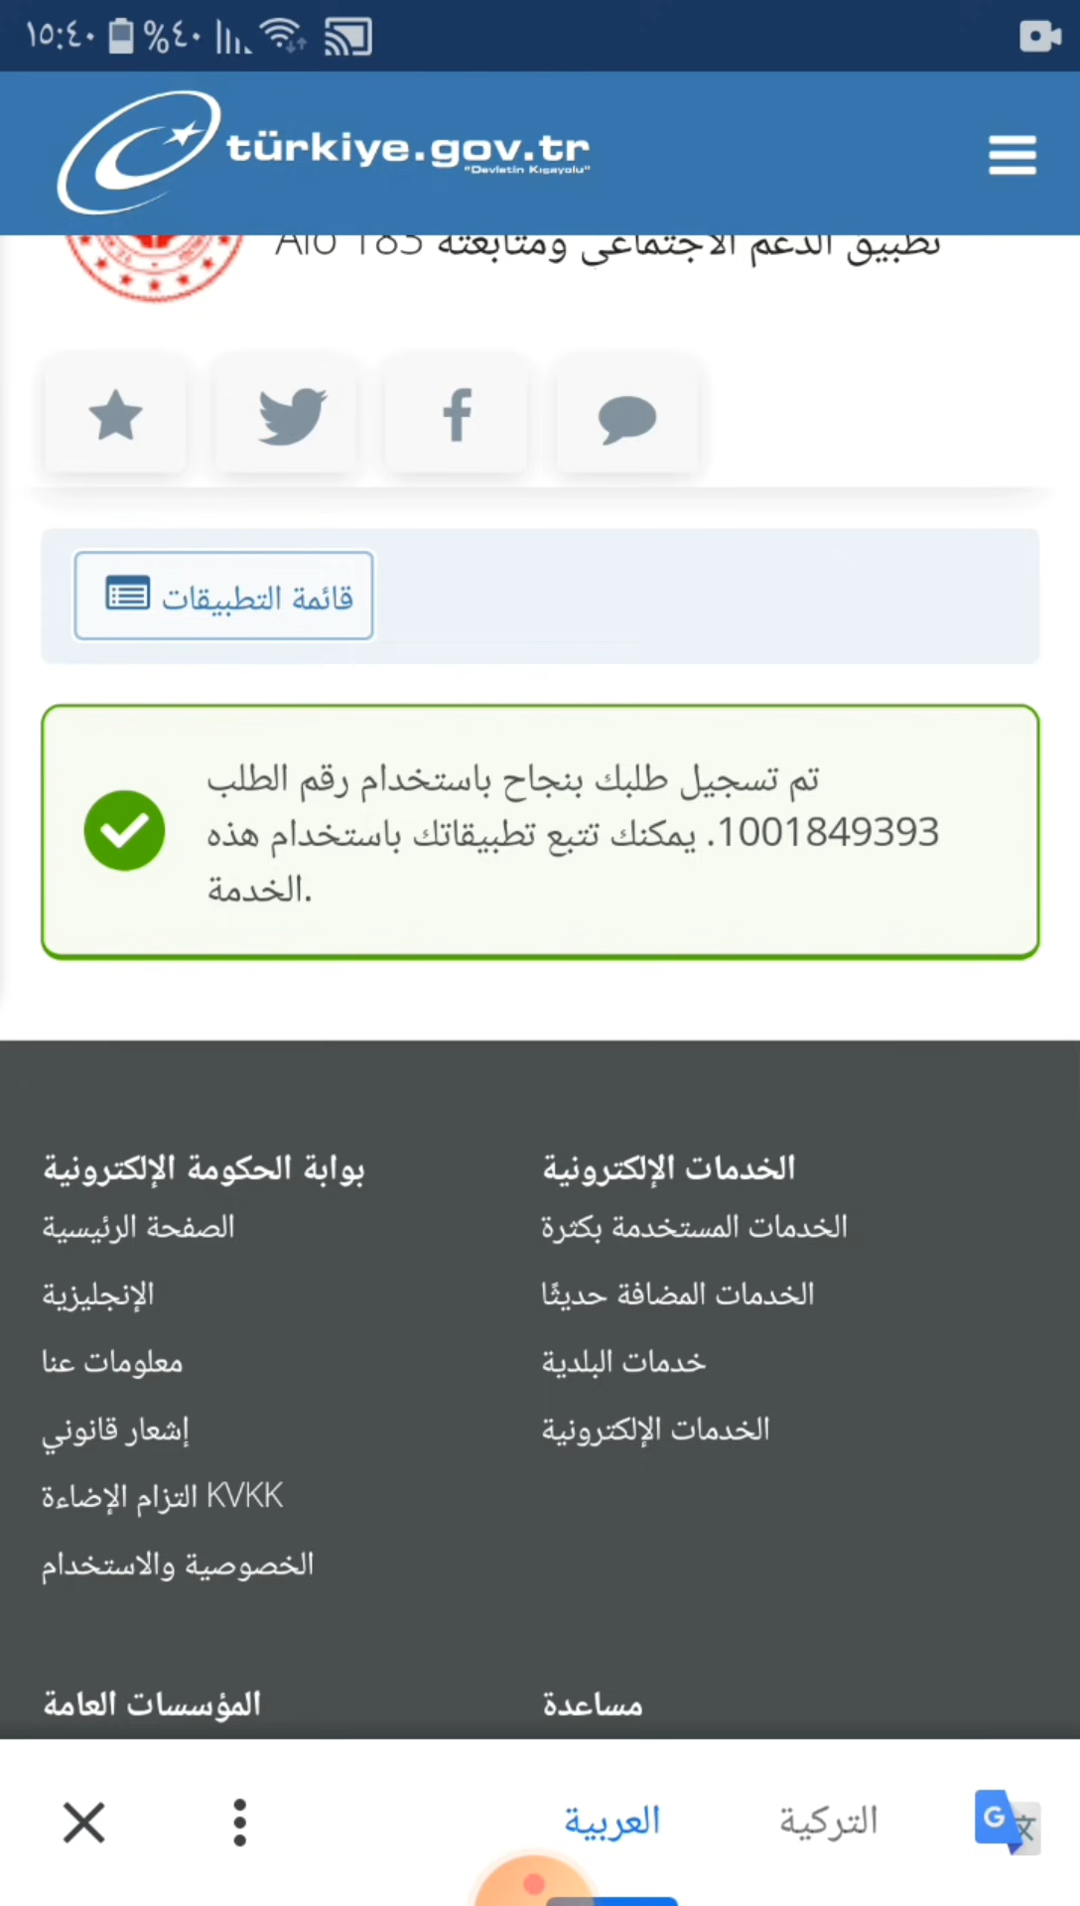 ١٥:٤٠ %٤٠
türkiye.gov.tr
"Devletin Kısayolu"
تطبيق الدعم الاجتماعي ومتابعته Alo 183
قائمة التطبيقات
تم تسجيل طلبك بنجاح باستخدام رقم الطلب
1001849393. يمكنك تتبع تطبيقاتك باستخدام هذه
الخدمة.
بوابة الحكومة الإلكترونية
الصفحة الرئيسية
الإنجليزية
معلومات عنا
إشعار قانوني
التزام الإضاءة KVKK
الخصوصية والاستخدام
الخدمات الإلكترونية
الخدمات المستخدمة بكثرة
الخدمات المضافة حديثًا
خدمات البلدية
الخدمات الإلكترونية
المؤسسات العامة
مساعدة
العربية
التركية
G